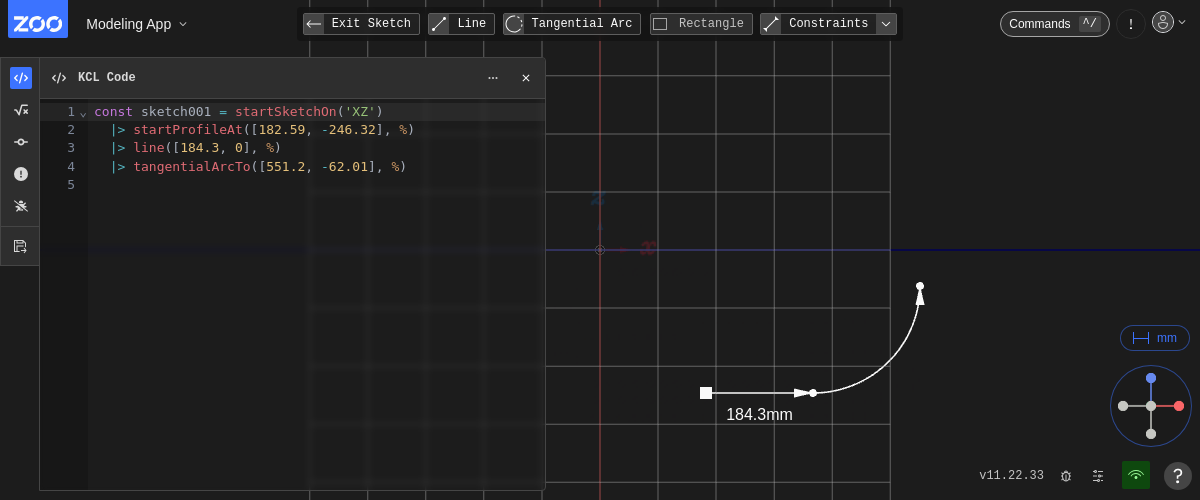 ZOO
Modeling App
Exit Sketch
Line
Tangential Arc
Rectangle
Constraints
Commands ^/
!
KCL Code
1 const sketch001 = startSketchOn('XZ')
2 |> startProfileAt([182.59, -246.32], %)
3 |> line([184.3, 0], %)
4 |> tangentialArcTo([551.2, -62.01], %)
5
z
x
mm
184.3mm
v11.22.33
?